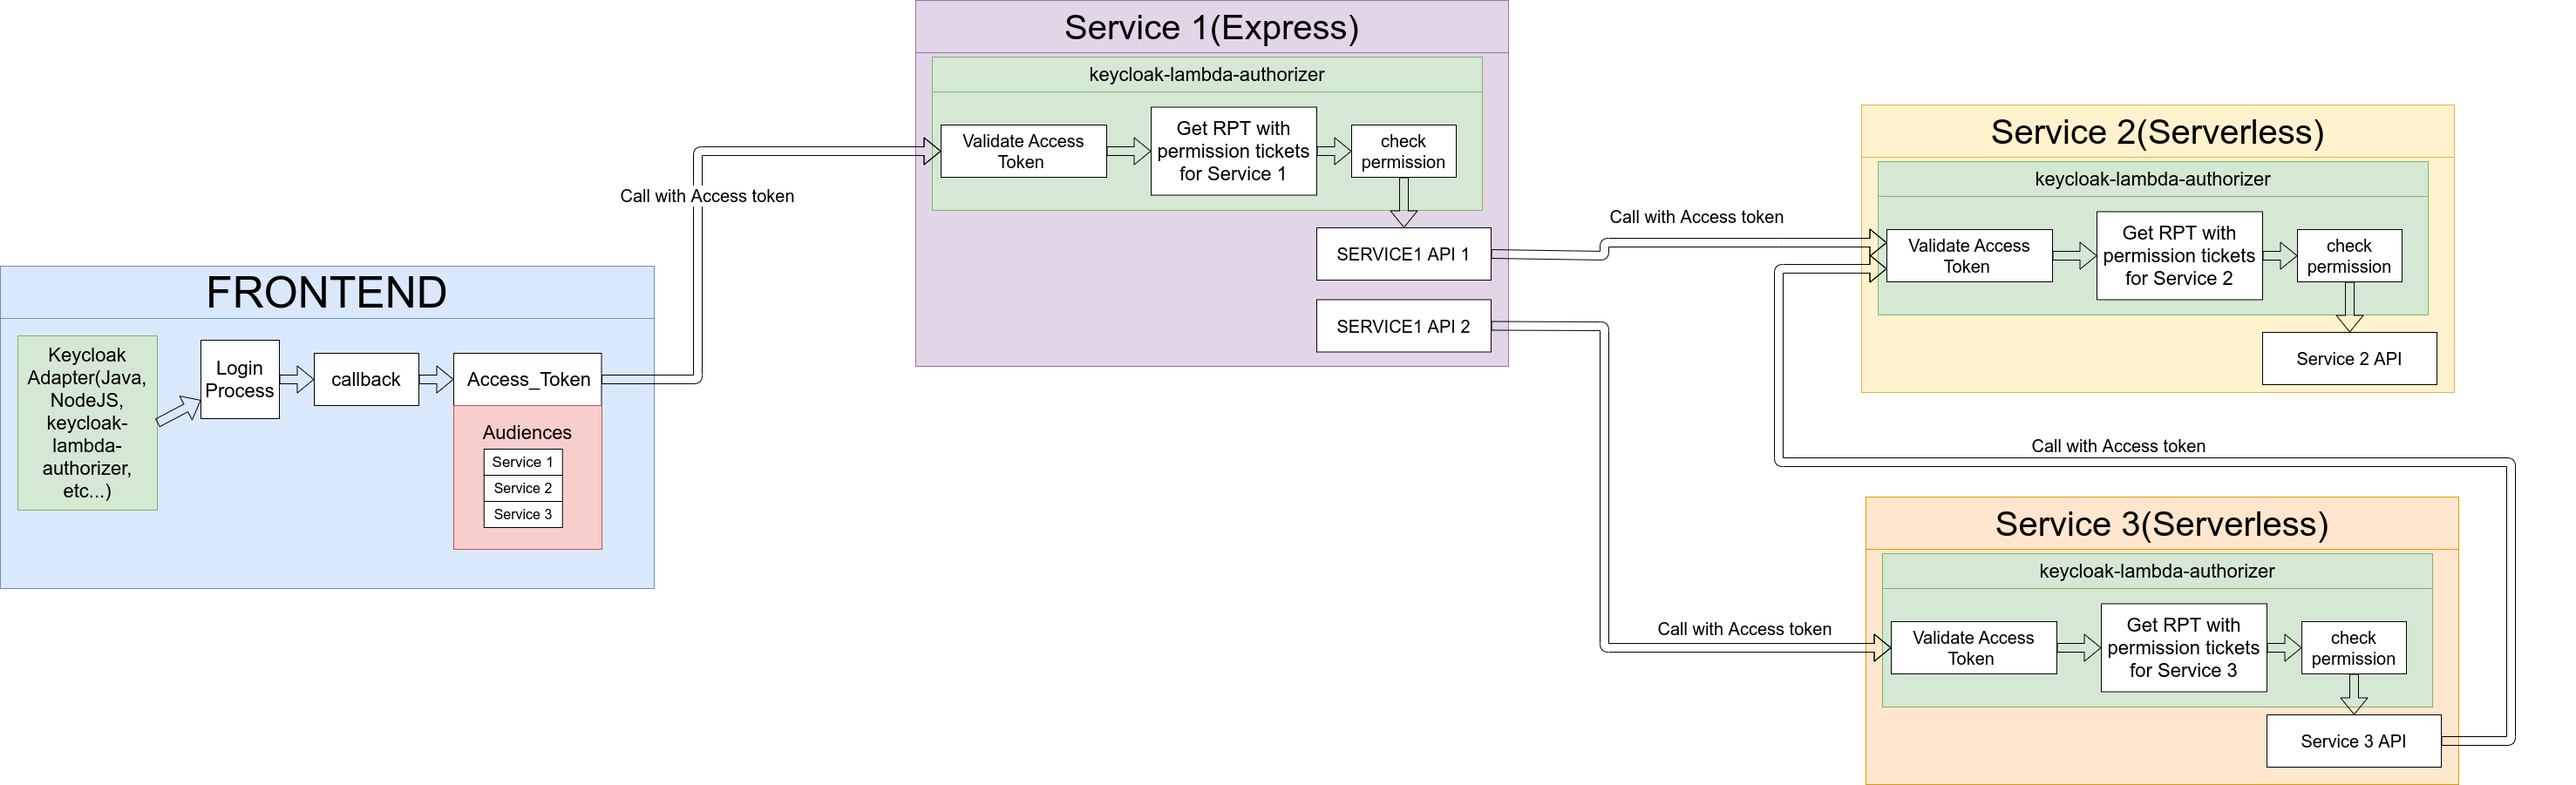 FRONTEND
Keycloak
Adapter(Java,
NodeJS,
keycloak-
lambda-
authorizer,
etc...)
Login
Process
callback
Access_Token
Audiences
Service 1
Service 2
Service 3
Call with Access token
Service 1(Express)
keycloak-lambda-authorizer
Validate Access
Token
Get RPT with
permission tickets
for Service 1
check
permission
SERVICE1 API 1
SERVICE1 API 2
Call with Access token
Service 2(Serverless)
keycloak-lambda-authorizer
Validate Access
Token
Get RPT with
permission tickets
for Service 2
check
permission
Service 2 API
Call with Access token
Call with Access token
Service 3(Serverless)
keycloak-lambda-authorizer
Validate Access
Token
Get RPT with
permission tickets
for Service 3
check
permission
Service 3 API